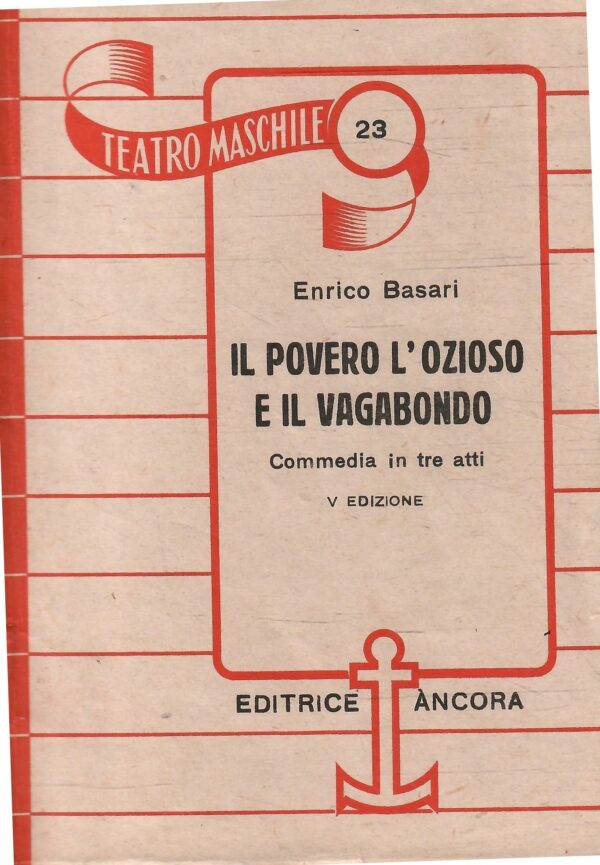 TEATRO MASCHILE
23
Enrico Basari
IL POVERO L'OZIOSO
E IL VAGABONDO
Commedia in tre atti
V EDIZIONE
EDITRICE ÀNCORA